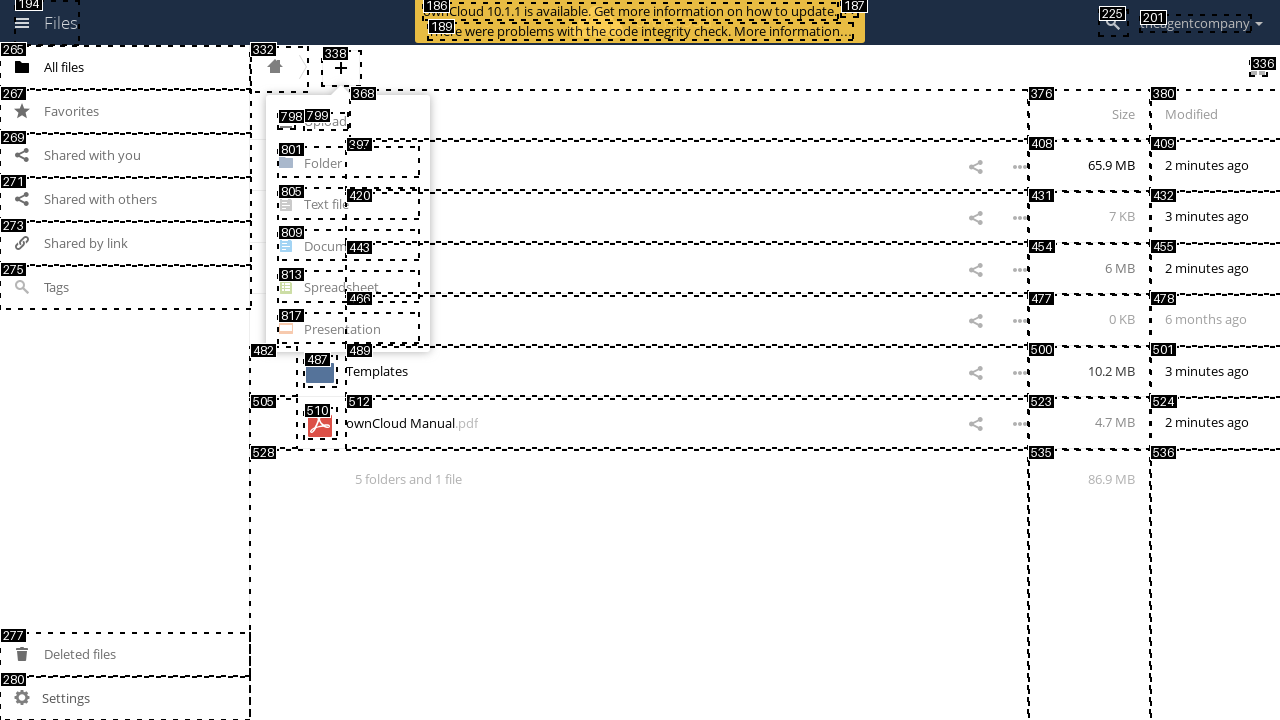 194
Files
186
ownCloud 10.1.1 is available. Get more information on how to update.
187
189
There were problems with the code integrity check. More information…
225
201
theagentcompany
265
All files
332
338
336
267
Favorites
368
376
Size
380
Modified
798
799
Upload
269
Shared with you
801
Folder
397
408
65.9 MB
409
2 minutes ago
271
Shared with others
805
Text file
420
431
7 KB
432
3 minutes ago
273
Shared by link
809
443
454
6 MB
455
2 minutes ago
275
Tags
813
Spreadsheet
466
477
0 KB
478
6 months ago
817
Presentation
482
487
489
Templates
500
10.2 MB
501
3 minutes ago
505
510
512
ownCloud Manual.pdf
523
4.7 MB
524
2 minutes ago
528
5 folders and 1 file
535
86.9 MB
536
277
Deleted files
280
Settings